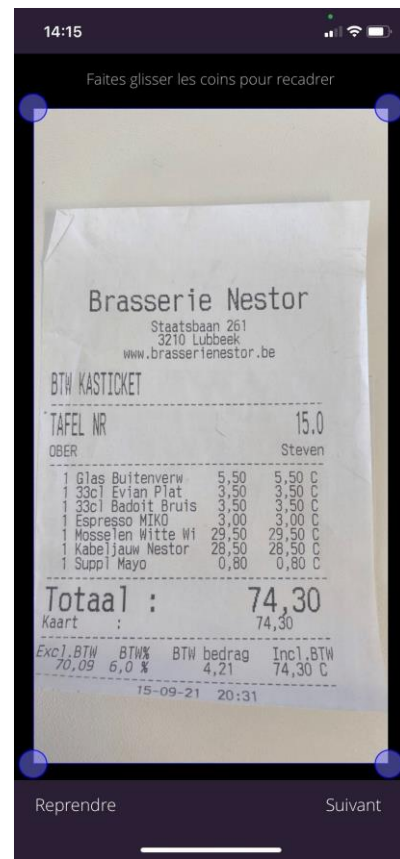 14:15
Faites glisser les coins pour recadrer
Brasserie Nestor
Staatsbaan 261
3210 Lubbeek
www.brasserienestor.be
BTW KASTICKET
TAFEL NR 15.0
OBER Steven
1 Glas Buitenverw 5,50 5,50 C
1 33cl Evian Plat 3,50 3,50 C
1 33cl Badoit Bruis 3,50 3,50 C
1 Espresso MIKO 3,00 3,00 C
1 Mosselen Witte Wi 29,50 29,50 C
1 Kabeljauw Nestor 28,50 28,50 C
1 Suppl Mayo 0,80 0,80 C
Totaal : 74,30
Kaart : 74,30
Excl.BTW BTW% BTW bedrag Incl.BTW
70,09 6,0 % 4,21 74,30 C
15-09-21 20:31
Reprendre Suivant